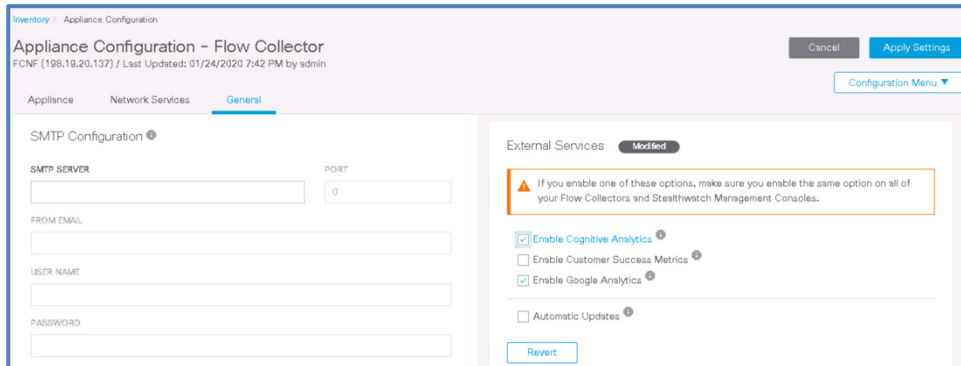 Inventory / Appliance Configuration
Appliance Configuration - Flow Collector
FCNF (198.19.20.137) / Last Updated: 01/24/2020 7:42 PM by admin
Cancel
Apply Settings
Configuration Menu ▼
Appliance
Network Services
General
SMTP Configuration
SMTP SERVER
PORT
0
FROM EMAIL
USER NAME
PASSWORD
External Services
Modified
If you enable one of these options, make sure you enable the same option on all of
your Flow Collectors and Stealthwatch Management Consoles.
Enable Cognitive Analytics
Enable Customer Success Metrics
Enable Google Analytics
Automatic Updates
Revert